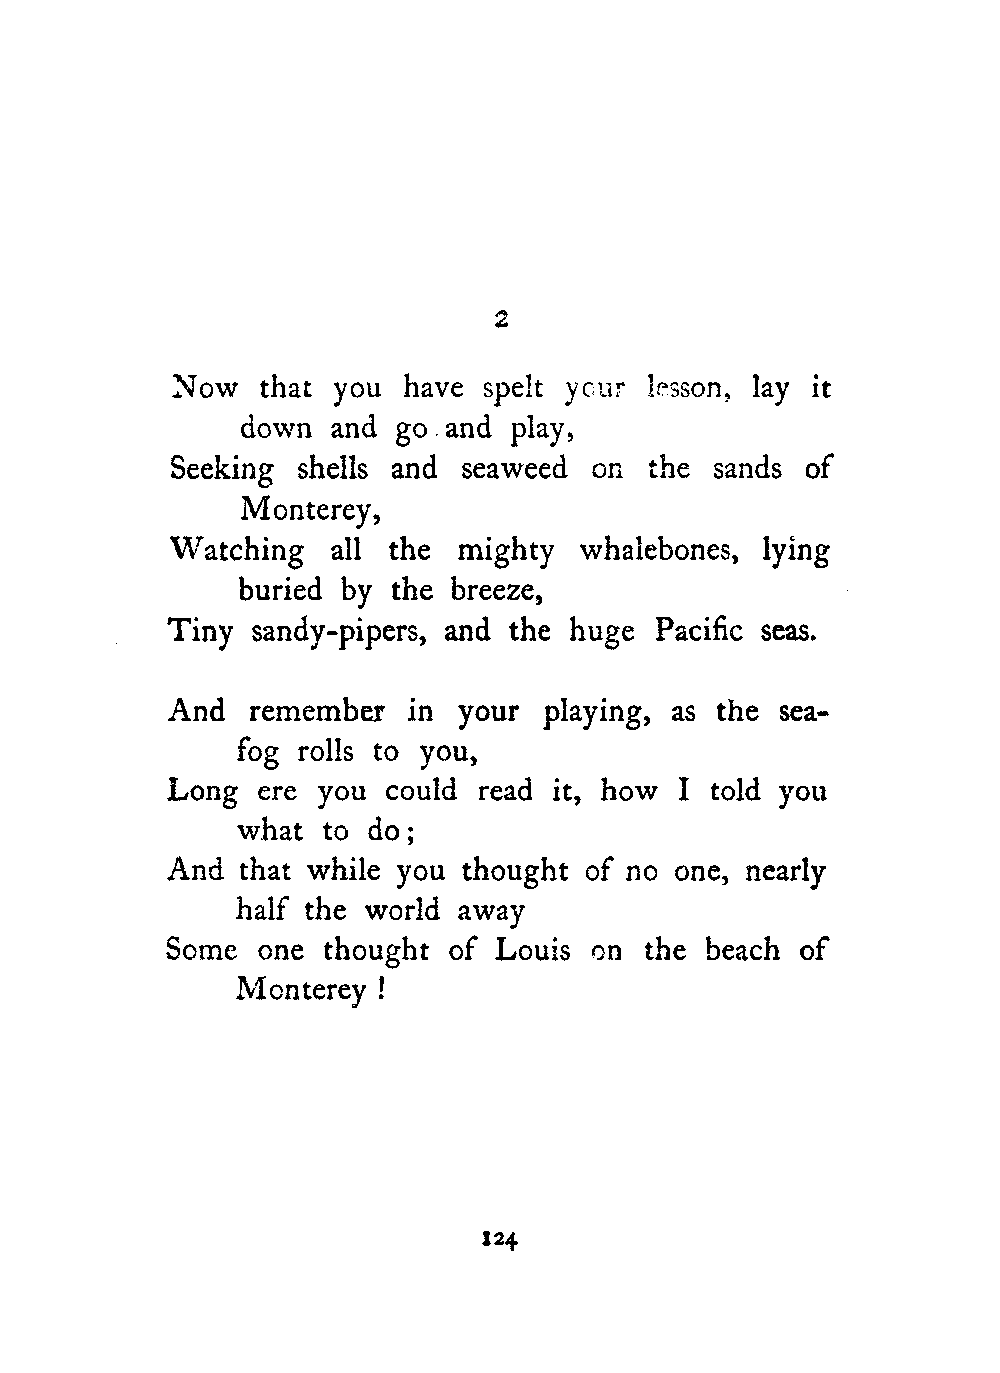 2
Now that you have spelt your lesson, lay it
down and go and play,
Seeking shells and seaweed on the sands of
Monterey,
Watching all the mighty whalebones, lying
buried by the breeze,
Tiny sandy-pipers, and the huge Pacific seas.
And remember in your playing, as the sea-
fog rolls to you,
Long ere you could read it, how I told you
what to do;
And that while you thought of no one, nearly
half the world away
Some one thought of Louis on the beach of
Monterey!
124